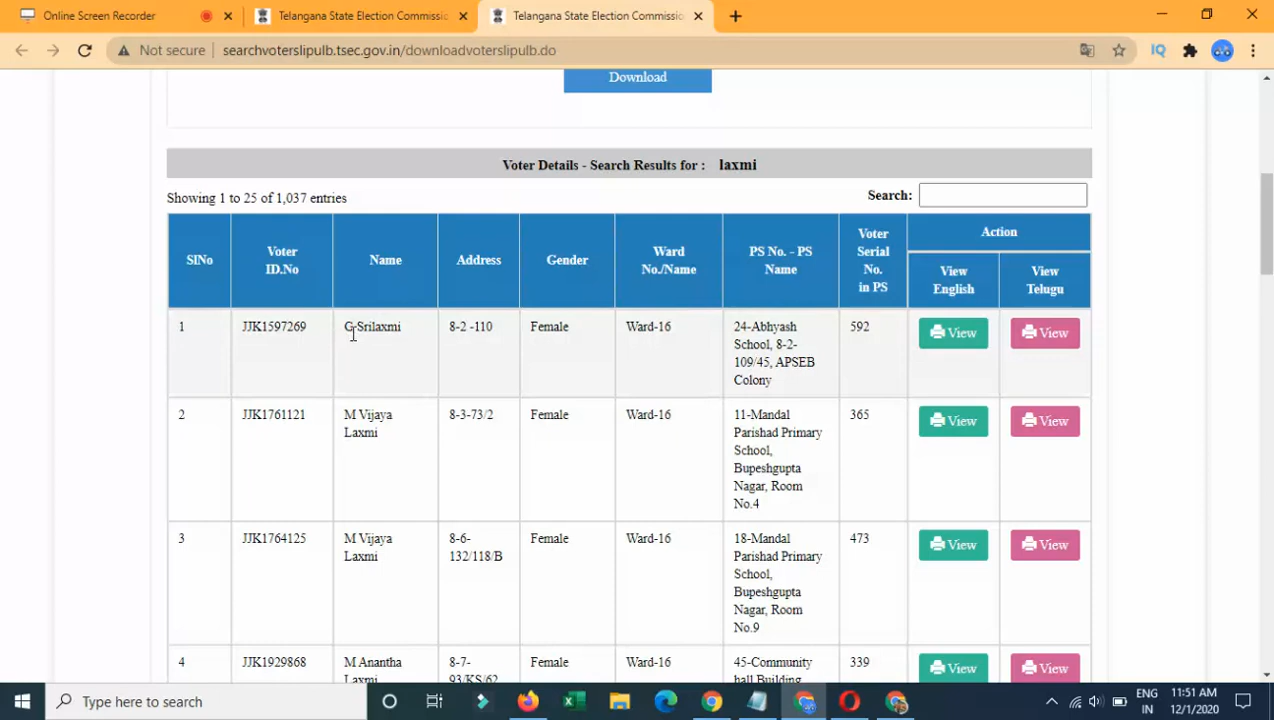 Online Screen Recorder
Telangana State Election Commissio
Telangana State Election Commissio
Not secure
searchvoterslipulb.tsec.gov.in/downloadvoterslipulb.do
IQ
Download
Voter Details - Search Results for : laxmi
Showing 1 to 25 of 1,037 entries
Search:
SlNo
Voter
ID.No
Name
Address
Gender
Ward
No./Name
PS No. - PS
Name
Voter
Serial
No.
in PS
Action
View
English
View
Telugu
1
JJK1597269
G Srilaxmi
8-2 -110
Female
Ward-16
24-Abhyash
School, 8-2-
109/45, APSEB
Colony
592
View
View
2
JJK1761121
M Vijaya
Laxmi
8-3-73/2
Female
Ward-16
11-Mandal
Parishad Primary
School,
Bupeshgupta
Nagar, Room
No.4
365
View
View
3
JJK1764125
M Vijaya
Laxmi
8-6-
132/118/B
Female
Ward-16
18-Mandal
Parishad Primary
School,
Bupeshgupta
Nagar, Room
No.9
473
View
View
4
JJK1929868
M Anantha
Laxmi
8-7-
93/KS/62
Female
Ward-16
45-Community
hall Building
339
View
View
Type here to search
ENG
IN
11:51 AM
12/1/2020